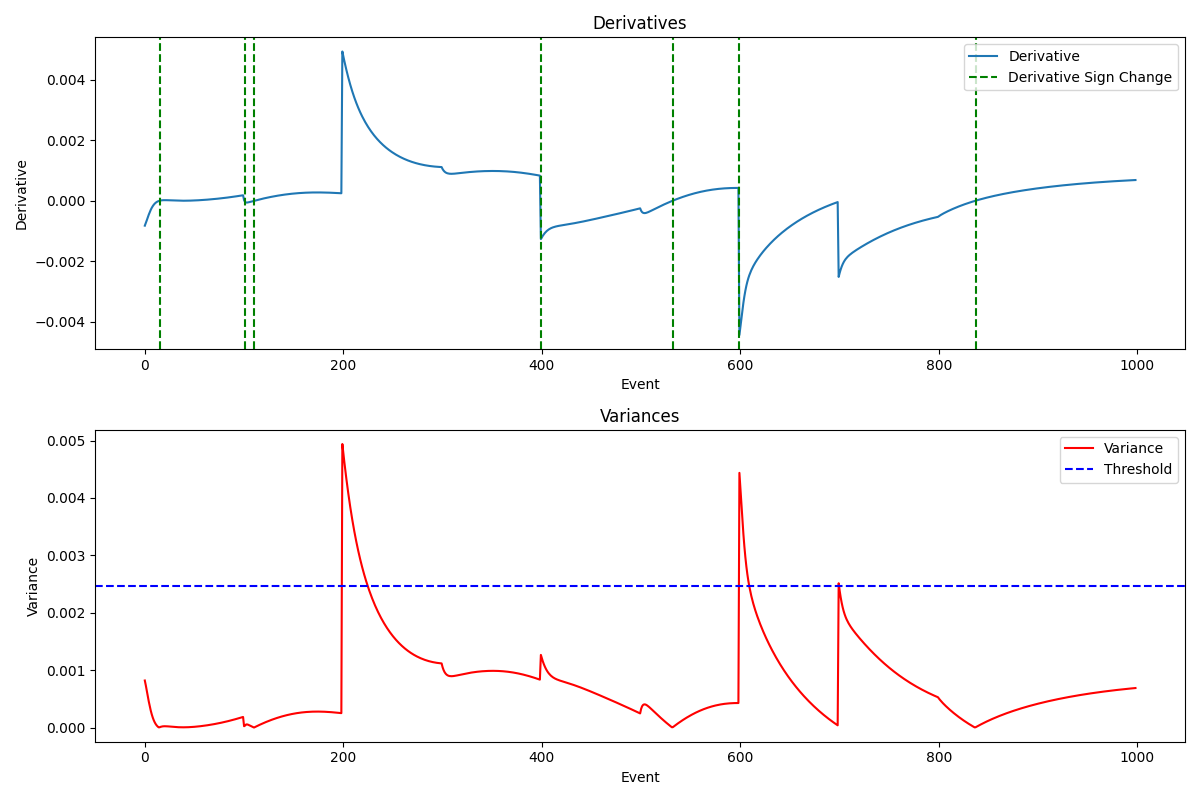 Derivatives
Derivative
Derivative Sign Change
0.004
0.002
0.000
−0.002
−0.004
Derivative
0 200 400 600 800 1000
Event
Variances
Variance
Threshold
0.005
0.004
0.003
0.002
0.001
0.000
Variance
0 200 400 600 800 1000
Event